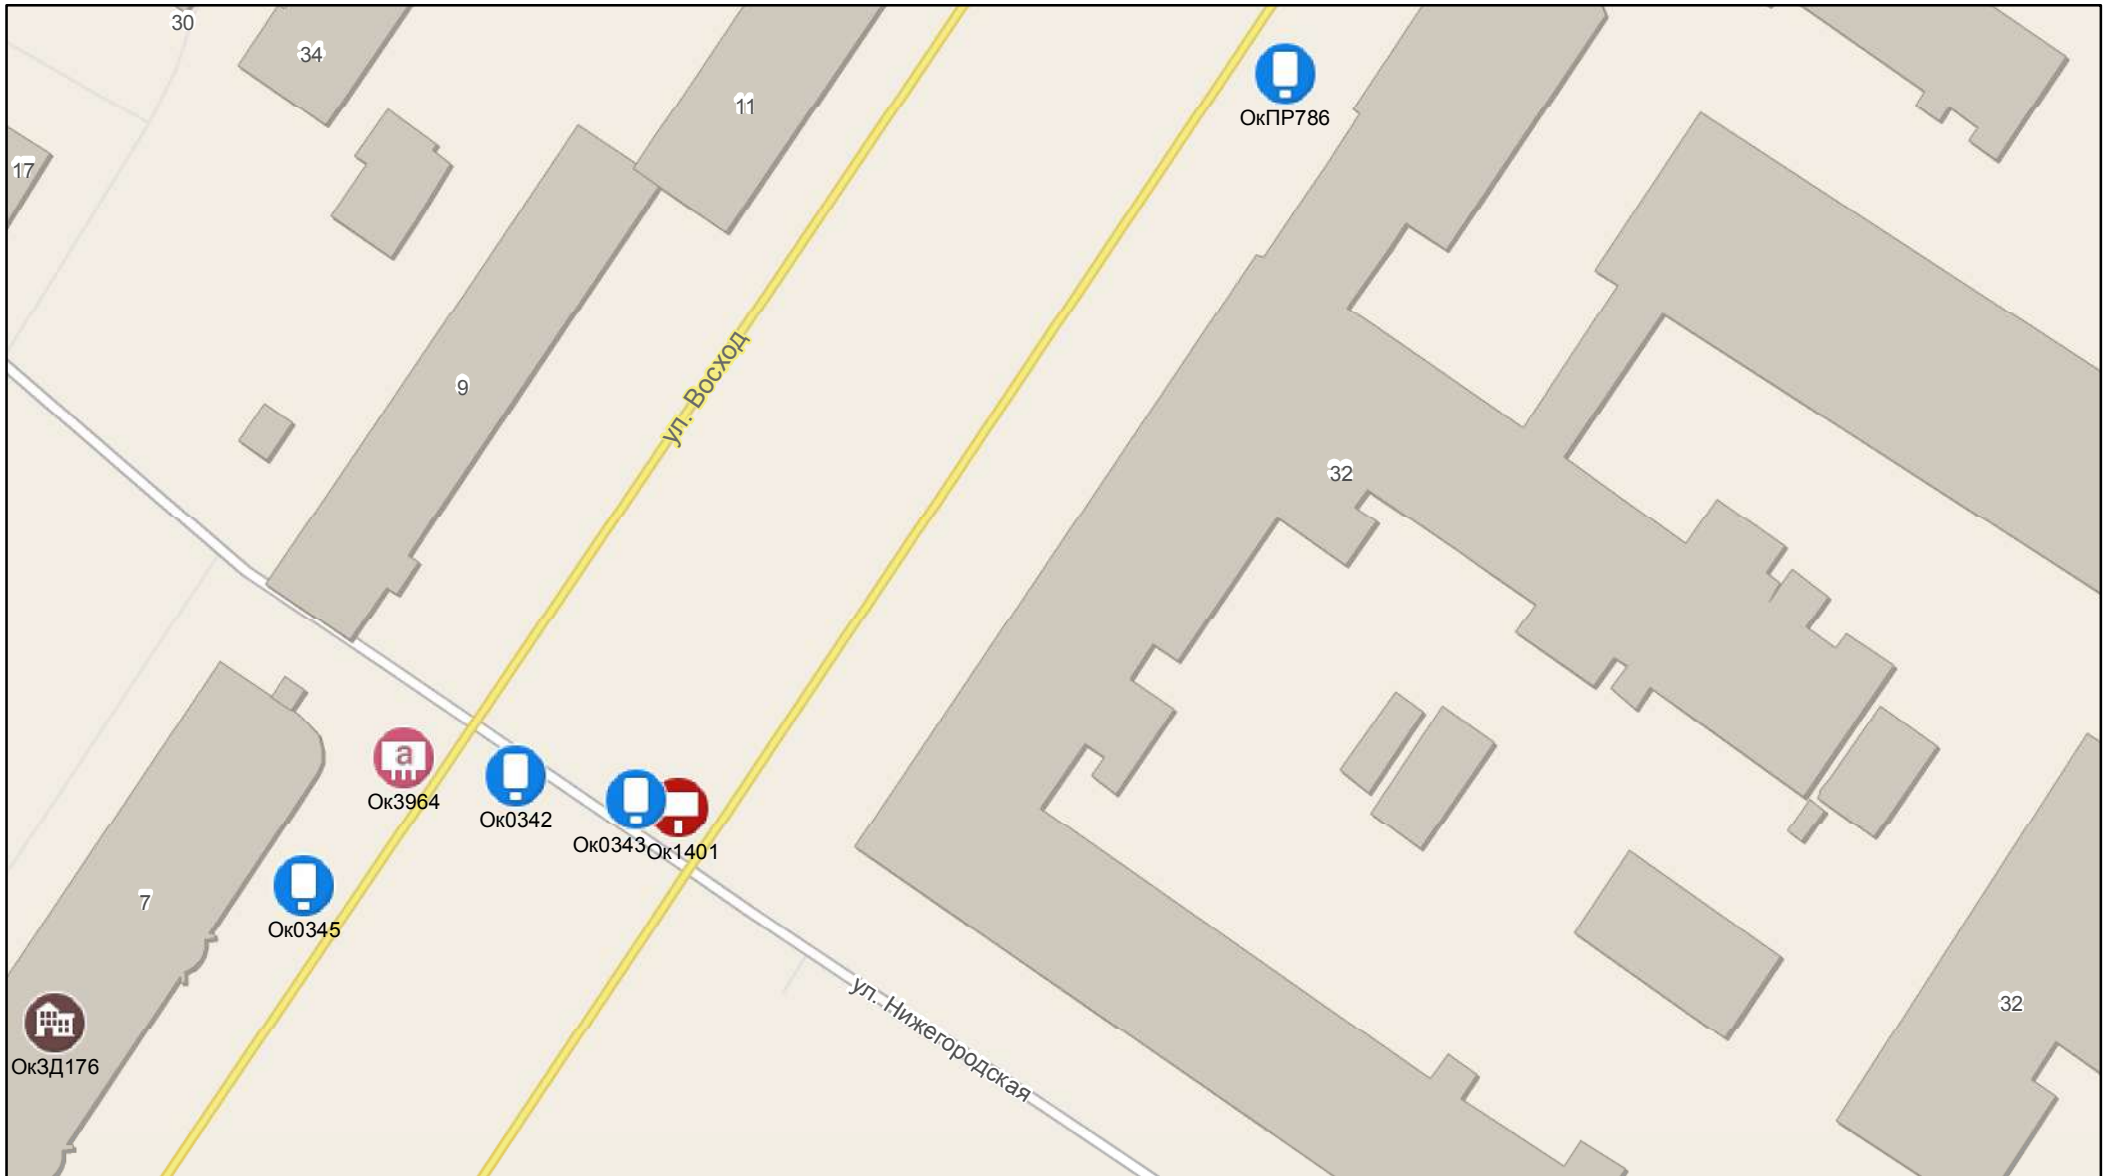 30
34
11
ОкПР786
17
ул. Восход
9
32
а
Ок3964
Ок0342
Ок0343
Ок1401
7
Ок0345
ул. Нижегородская
32
ОкЗД176